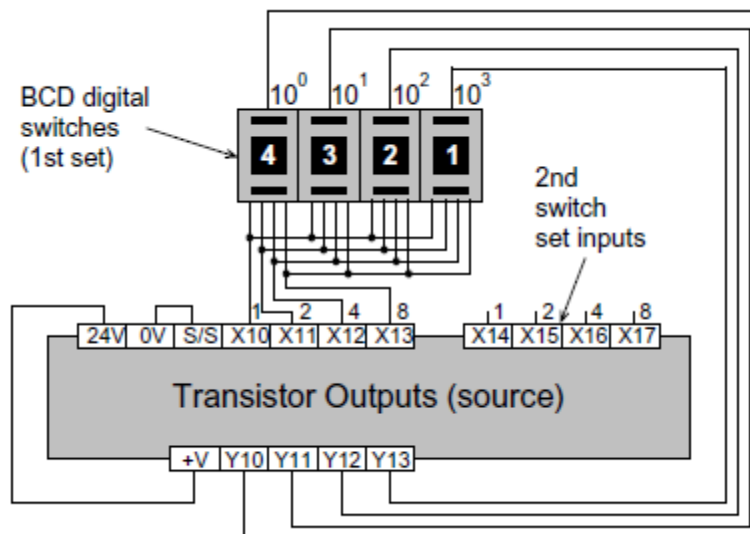 10⁰ 10¹ 10² 10³
BCD digital
switches
(1st set)
4 3 2 1
2nd
switch
set inputs
1 2 4 8 1 2 4 8
24V 0V S/S X10 X11 X12 X13 X14 X15 X16 X17
Transistor Outputs (source)
+V Y10 Y11 Y12 Y13